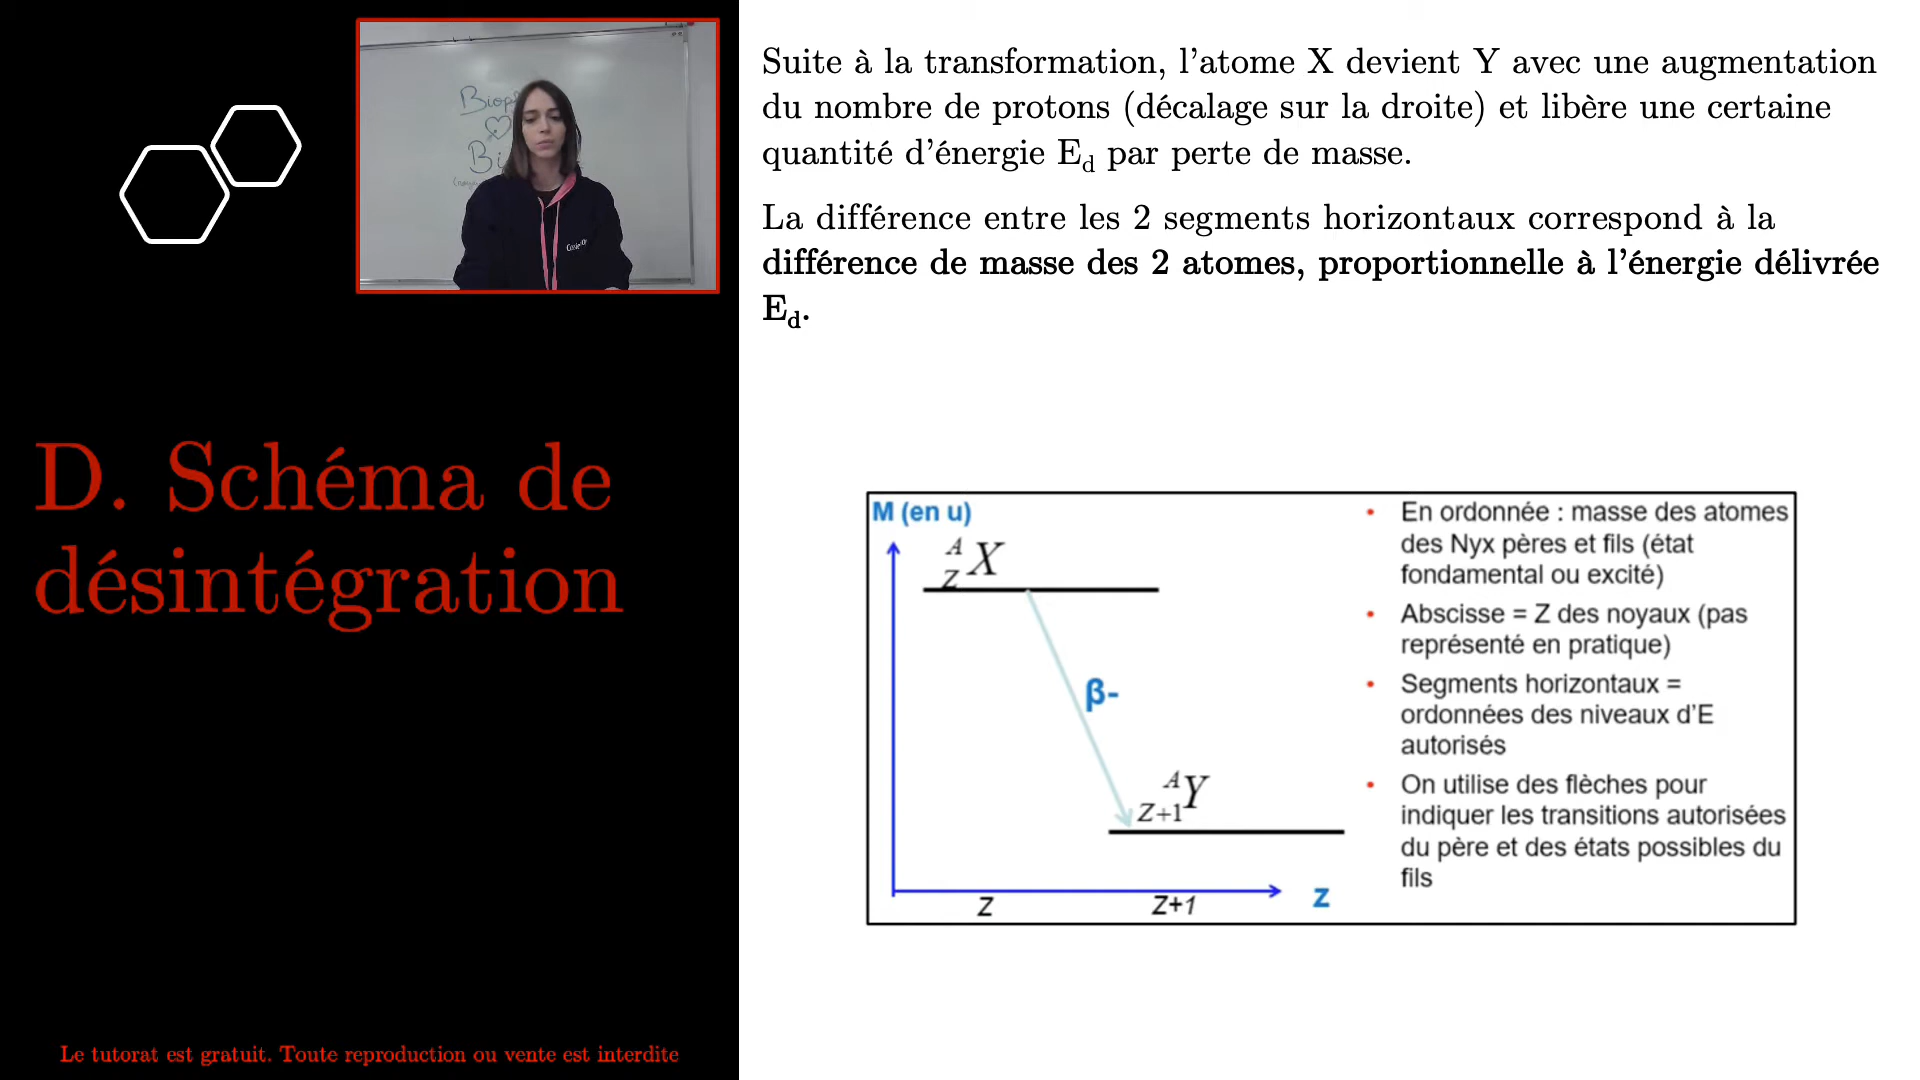 Biop
Bi
D. Schéma de
désintégration
Le tutorat est gratuit. Toute reproduction ou vente est interdite
Suite à la transformation, l'atome X devient Y avec une augmentation
du nombre de protons (décalage sur la droite) et libère une certaine
quantité d'énergie Ed par perte de masse.
La différence entre les 2 segments horizontaux correspond à la
différence de masse des 2 atomes, proportionnelle à l'énergie délivrée
Ed.
M (en u)
A
Z X
β-
A
Z+1 Y
Z
Z+1
Z
• En ordonnée : masse des atomes
des Nyx pères et fils (état
fondamental ou excité)
• Abscisse = Z des noyaux (pas
représenté en pratique)
• Segments horizontaux =
ordonnées des niveaux d'E
autorisés
• On utilise des flèches pour
indiquer les transitions autorisées
du père et des états possibles du
fils